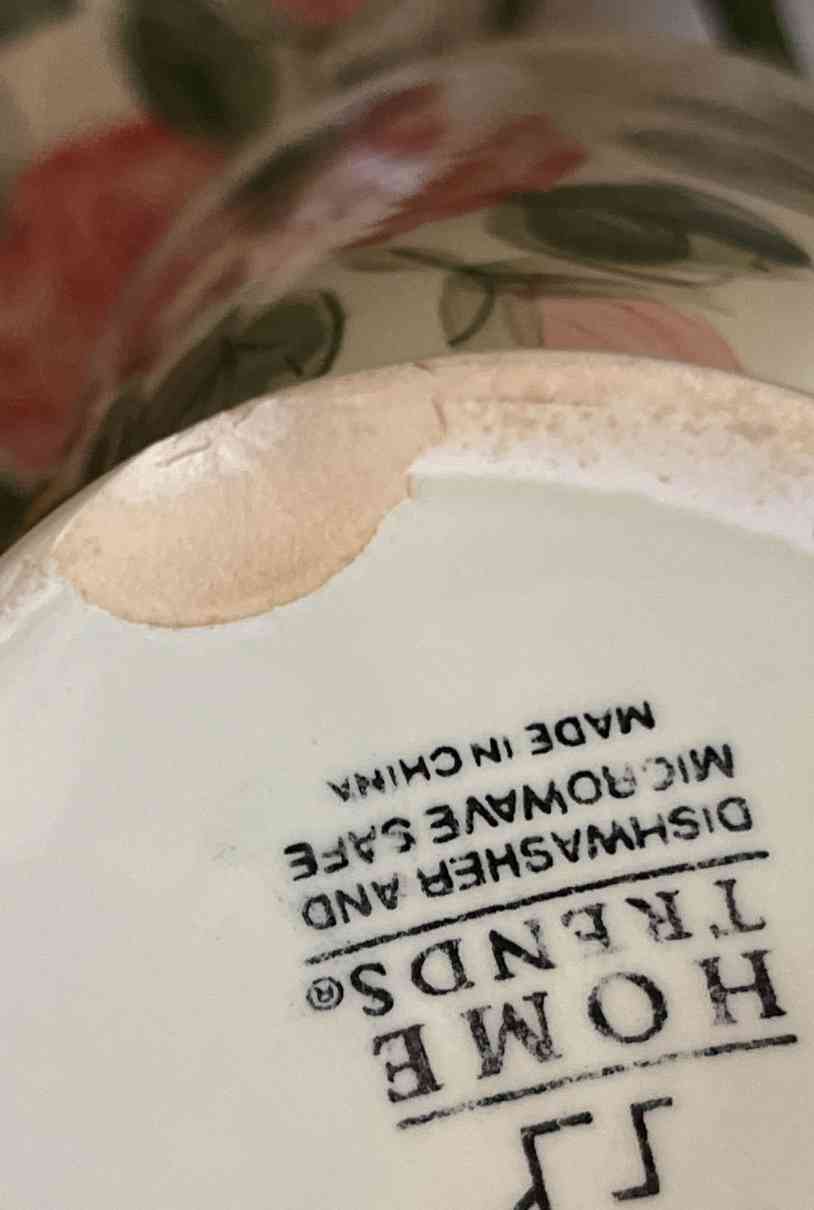 HOME
TRENDS®
DISHWASHER AND
MICROWAVE SAFE
MADE IN CHINA